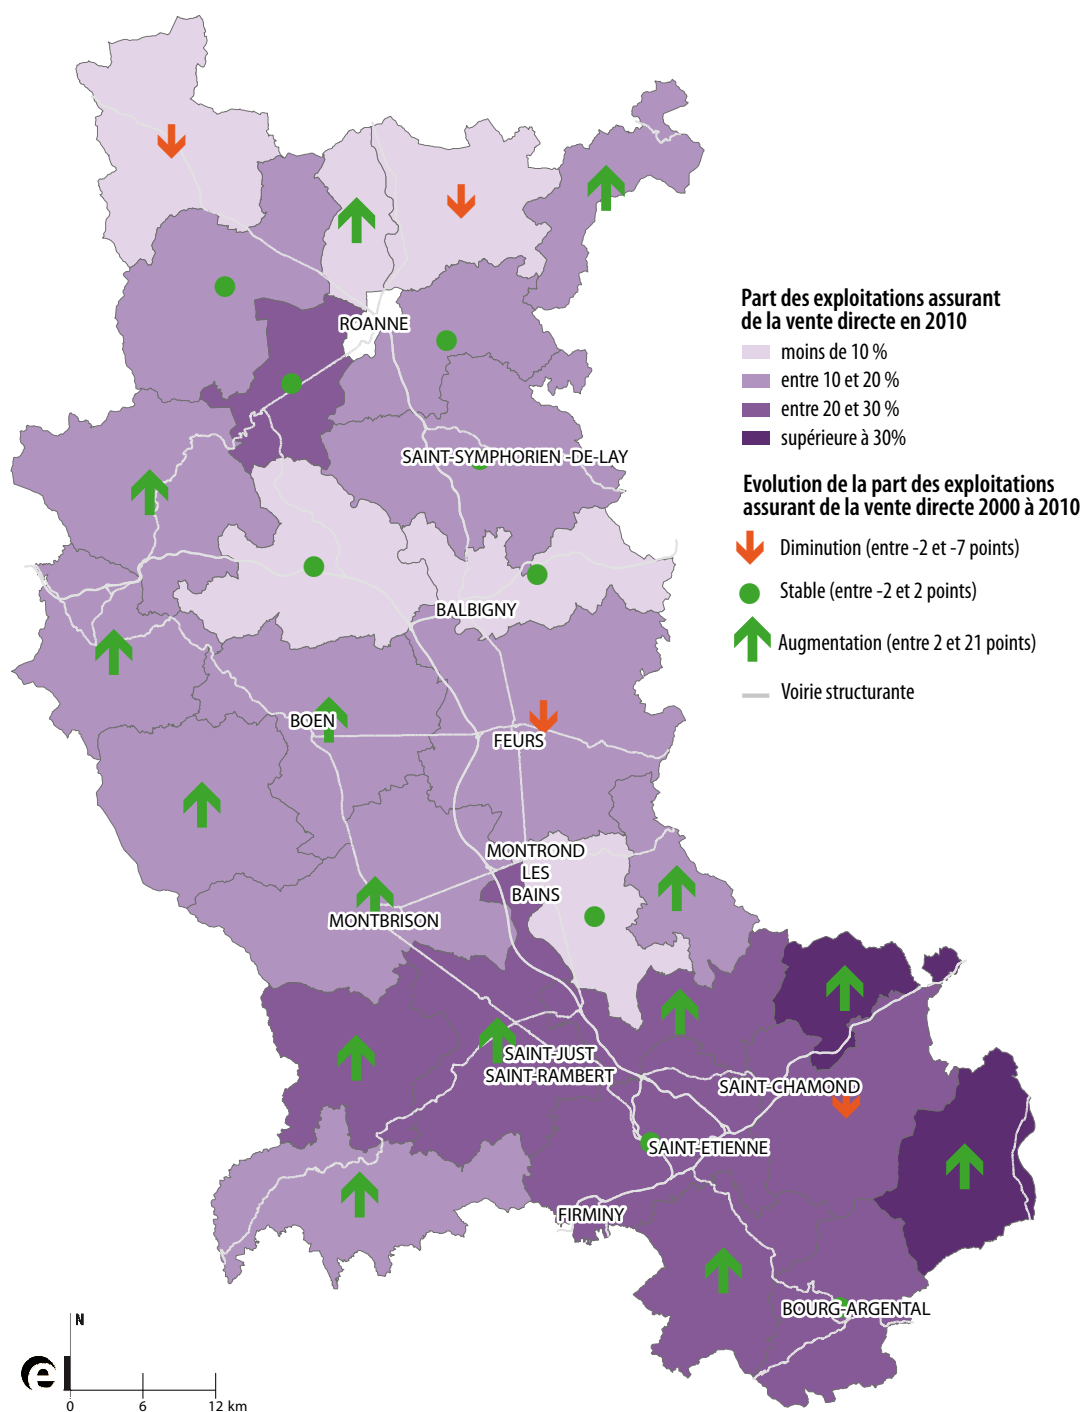 ROANNE
SAINT-SYMPHORIEN -DE-LAY
BALBIGNY
BOEN
FEURS
MONTROND
LES
BAINS
MONTBRISON
SAINT-JUST
SAINT-RAMBERT
SAINT-CHAMOND
SAINT-ETIENNE
FIRMINY
BOURG-ARGENTAL
Part des exploitations assurant
de la vente directe en 2010
moins de 10 %
entre 10 et 20 %
entre 20 et 30 %
supérieure à 30%
Evolution de la part des exploitations
assurant de la vente directe 2000 à 2010
Diminution (entre -2 et -7 points)
Stable (entre -2 et 2 points)
Augmentation (entre 2 et 21 points)
Voirie structurante
N
e
0 6 12 km